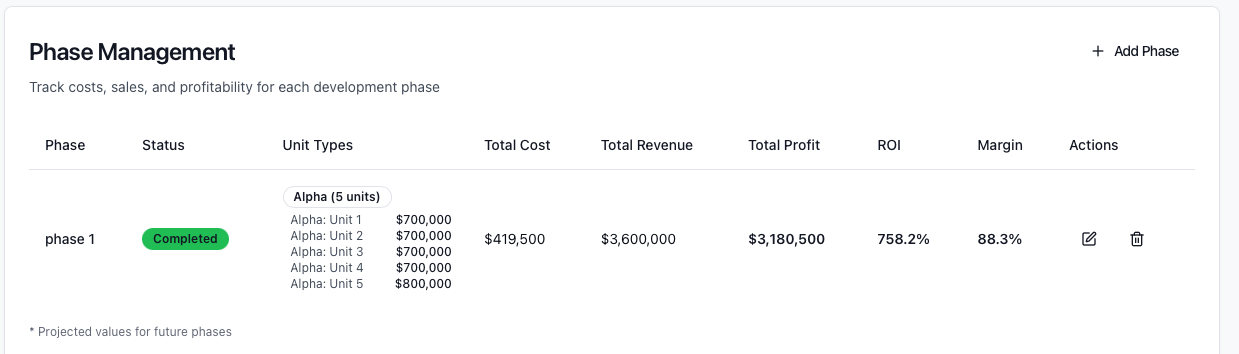 Phase Management
Add Phase
Track costs, sales, and profitability for each development phase
Phase Status Unit Types Total Cost Total Revenue Total Profit ROI Margin Actions
Alpha (5 units)
Alpha: Unit 1 $700,000
Alpha: Unit 2 $700,000
phase 1 Completed Alpha: Unit 3 $700,000 $419,500 $3,600,000 $3,180,500 758.2% 88.3%
Alpha: Unit 4 $700,000
Alpha: Unit 5 $800,000
* Projected values for future phases